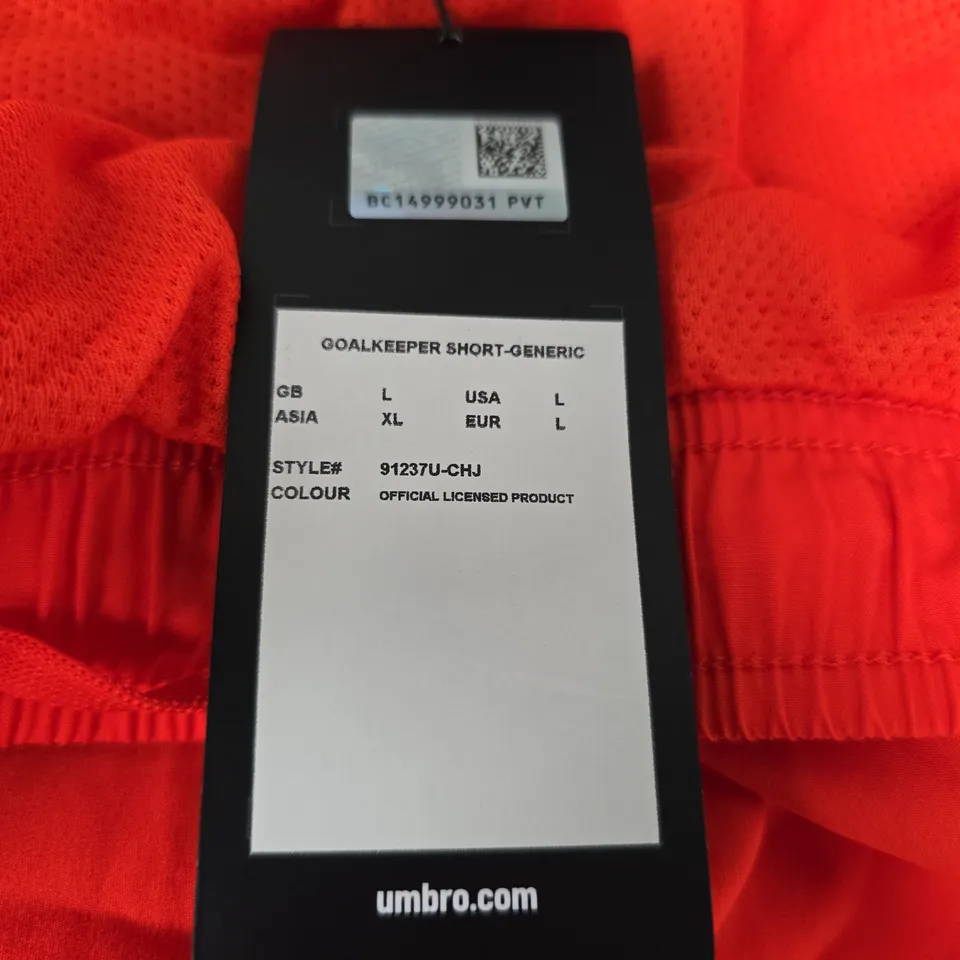 BC14999031 PVT
GOALKEEPER SHORT-GENERIC
GB L USA L
ASIA XL EUR L
STYLE# 91237U-CHJ
COLOUR OFFICIAL LICENSED PRODUCT
umbro.com